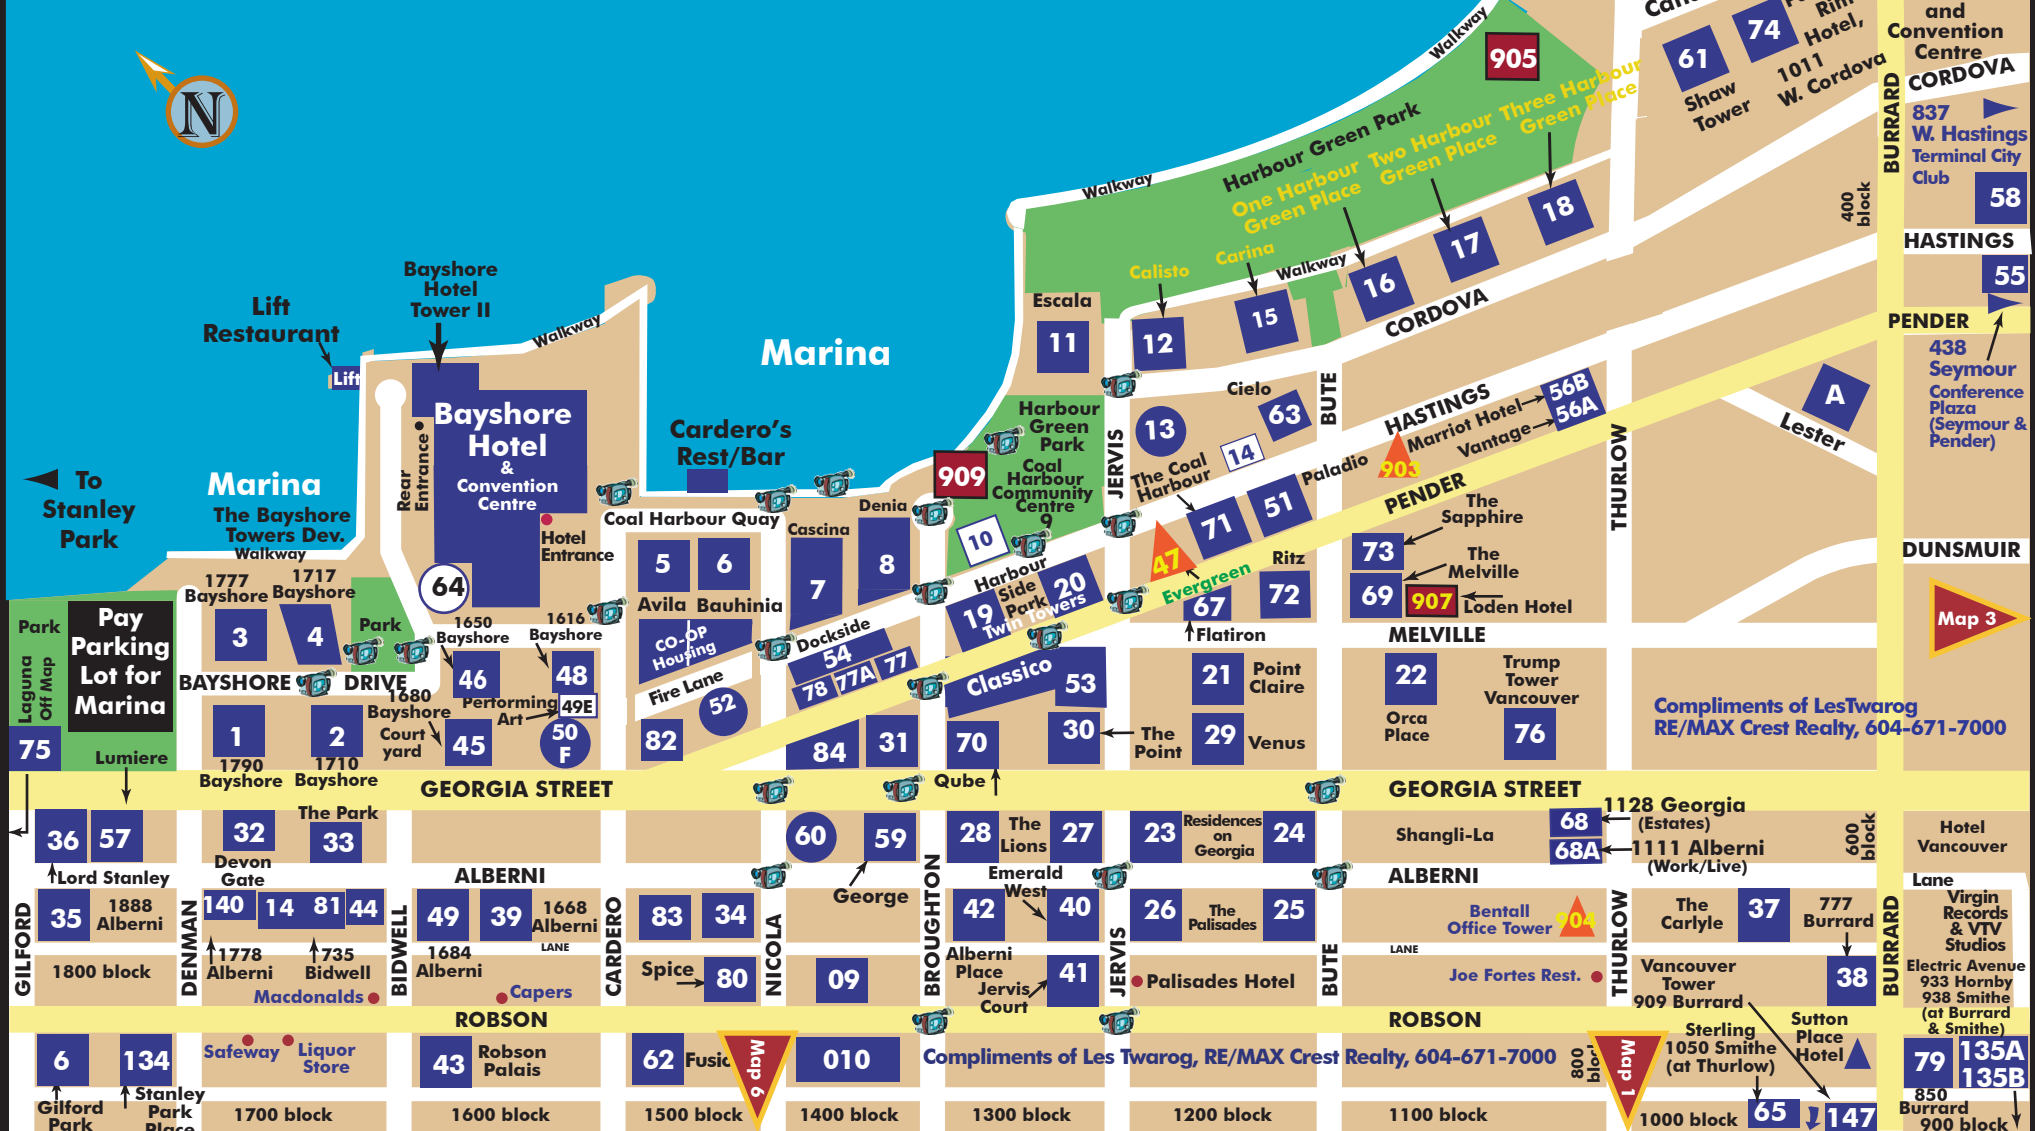 N
To
Stanley
Park
Marina
The Bayshore
Towers Dev.
Walkway
Lift
Restaurant
Lift
Bayshore
Hotel
Tower II
Walkway
Bayshore
Hotel
&
Convention
Centre
Rear
Entrance
Hotel
Entrance
64
Marina
Cardero's
Rest/Bar
Coal Harbour Quay
Walkway
Walkway
Harbour Green Park
905
One Harbour
Green Place
Two Harbour
Green Place
Three Harbour
Green Place
Calisto
Carina
Walkway
Escala
11
12
15
16
17
18
CORDOVA
61
Shaw
Tower
74
Rim
Hotel,
1011
W. Cordova
and
Convention
Centre
CORDOVA
BURRARD
837
W. Hastings
Terminal City
Club
58
400
block
HASTINGS
55
PENDER
438
Seymour
Conference
Plaza
(Seymour &
Pender)
A
Lester
DUNSMUIR
Map 3
Harbour
Green
Park
Coal
Harbour
Community
Centre
9
909
10
JERVIS
13
Cielo
63
14
BUTE
The Coal
Harbour
71
51
Paladio
HASTINGS
903
Marriot Hotel
Vantage
56B
56A
THURLOW
PENDER
47
Evergreen
67
Flatiron
Ritz
72
73
The
Sapphire
69
The
Melville
907
Loden Hotel
MELVILLE
Harbour
Side
Park
19
20
Twin Towers
Denia
8
Cascina
7
5
6
Avila
Bauhinia
CO-OP
Housing
Fire Lane
52
Dockside
54
78
77A
77
82
84
31
Classico
53
70
30
The
Point
Qube
21
Point
Claire
29
Venus
22
Orca
Place
Trump
Tower
Vancouver
76
Compliments of LesTwarog
RE/MAX Crest Realty, 604-671-7000
Park
Laguna
Off Map
Pay
Parking
Lot for
Marina
75
Lumiere
1777
Bayshore
1717
Bayshore
3
4
Park
BAYSHORE
DRIVE
1650
Bayshore
1616
Bayshore
46
48
1680
Bayshore
Court
yard
45
Performing
Art
49E
50
F
1
1790
Bayshore
2
1710
Bayshore
GEORGIA STREET
GEORGIA STREET
36
57
Lord Stanley
32
Devon
Gate
The Park
33
60
59
George
28
The
Lions
27
23
Residences
on
Georgia
24
Shangli-La
68
1128 Georgia
(Estates)
68A
1111 Alberni
(Work/Live)
600
block
Hotel
Vancouver
ALBERNI
ALBERNI
Lane
GILFORD
35
1888
Alberni
1800 block
DENMAN
140
14
81
44
1778
Alberni
735
Bidwell
Macdonalds
BIDWELL
49
39
1668
Alberni
LANE
1684
Alberni
Capers
CARDERO
83
34
Spice
80
NICOLA
09
BROUGHTON
Emerald
West
42
40
Alberni
Place
Jervis
Court
41
JERVIS
26
The
Palisades
25
Palisades Hotel
BUTE
LANE
Bentall
Office Tower
904
Joe Fortes Rest.
THURLOW
The
Carlyle
37
777
Burrard
38
Vancouver
Tower
909 Burrard
BURRARD
Virgin
Records
& VTV
Studios
Electric Avenue
933 Hornby
938 Smithe
(at Burrard
& Smithe)
ROBSON
ROBSON
6
Gilford
Park
134
Stanley
Park
Safeway
Liquor
Store
1700 block
43
Robson
Palais
1600 block
62
Map 6
1500 block
010
Compliments of Les Twarog, RE/MAX Crest Realty, 604-671-7000
1400 block
1300 block
1200 block
1100 block
800
Map 1
Sterling
1050 Smithe
(at Thurlow)
65
1000 block
Sutton
Place
Hotel
147
79
135A
135B
850
Burrard
900 block